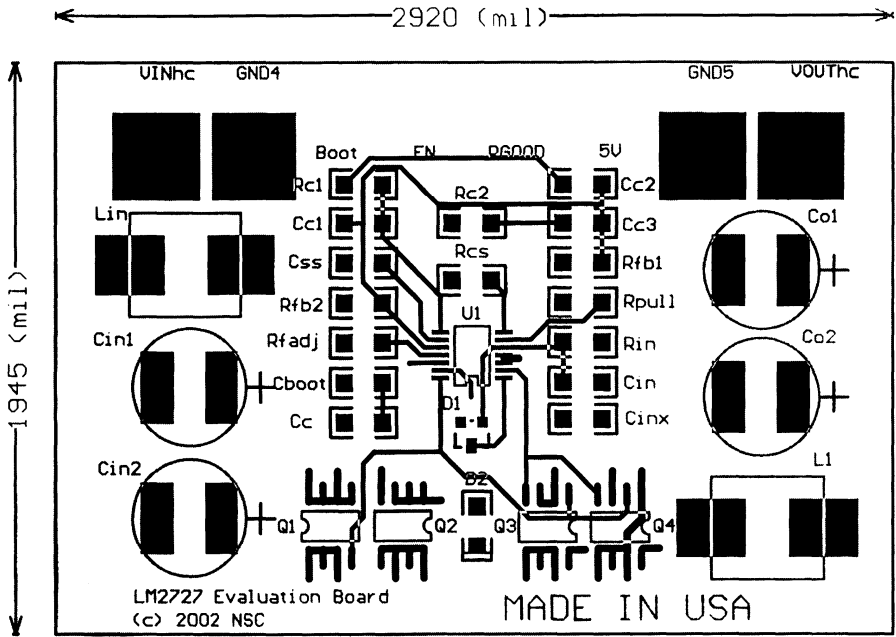 2920 (mil)
VINhc GND4 GND5 VOUThc
Boot EN PGOOD 5V
Rc1 Rc2 Cc2
Lin Cc1 Cc3 Co1
Css Rcs Rfb1
Rfb2 U1 Rpull
1945 (mil)
Cin1 Rfadj Rin Co2
Cboot Cin
Cc D1 Cinx
Cin2 D2 L1
Q1 Q2 Q3 Q4
LM2727 Evaluation Board
(c) 2002 NSC
MADE IN USA